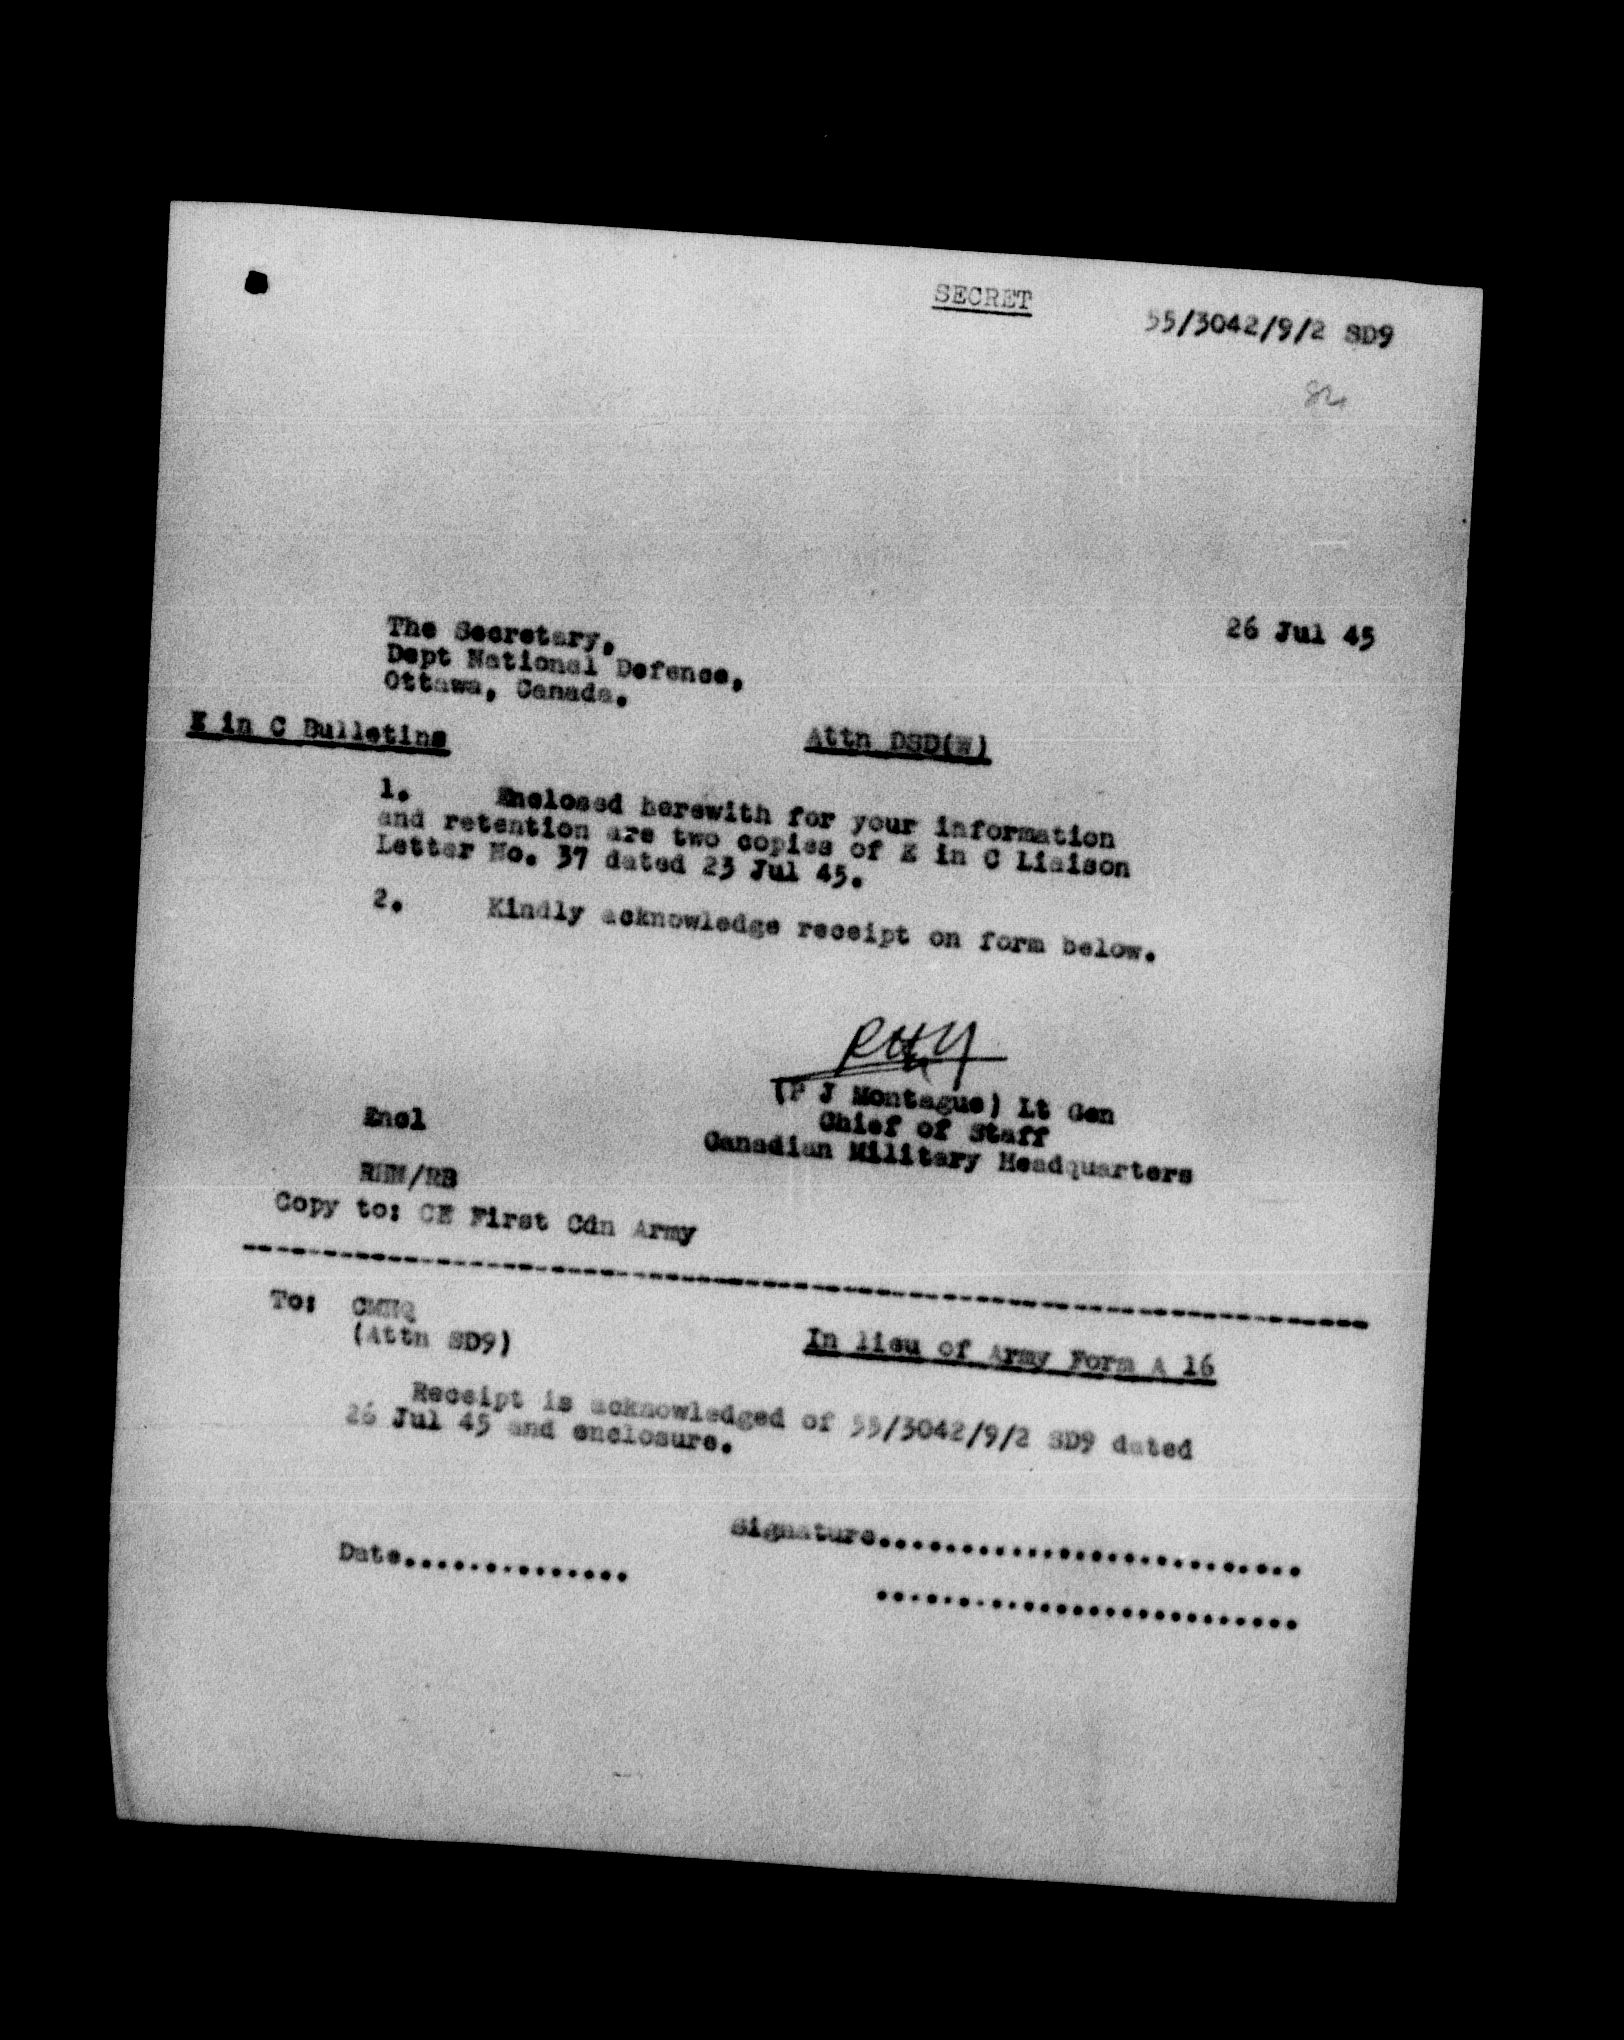 SECRET
55/3042/9/2 SD9
82
26 Jul 45
The Secretary,
Dept National Defence,
Ottawa, Canada.
E in C Bulletins
Attn DSD(W)
1. Enclosed herewith for your information
and retention are two copies of E in C Liaison
Letter No. 37 dated 23 Jul 45.
2. Kindly acknowledge receipt on form below.
(P J Montague) Lt Gen
Chief of Staff
Canadian Military Headquarters
Encl
RHM/RB
Copy to: CE First Cdn Army
To: CMHQ
(Attn SD9)
In lieu of Army Form A 16
Receipt is acknowledged of 55/3042/9/2 SD9 dated
26 Jul 45 and enclosure.
Signature..........................
Date..............
..........................